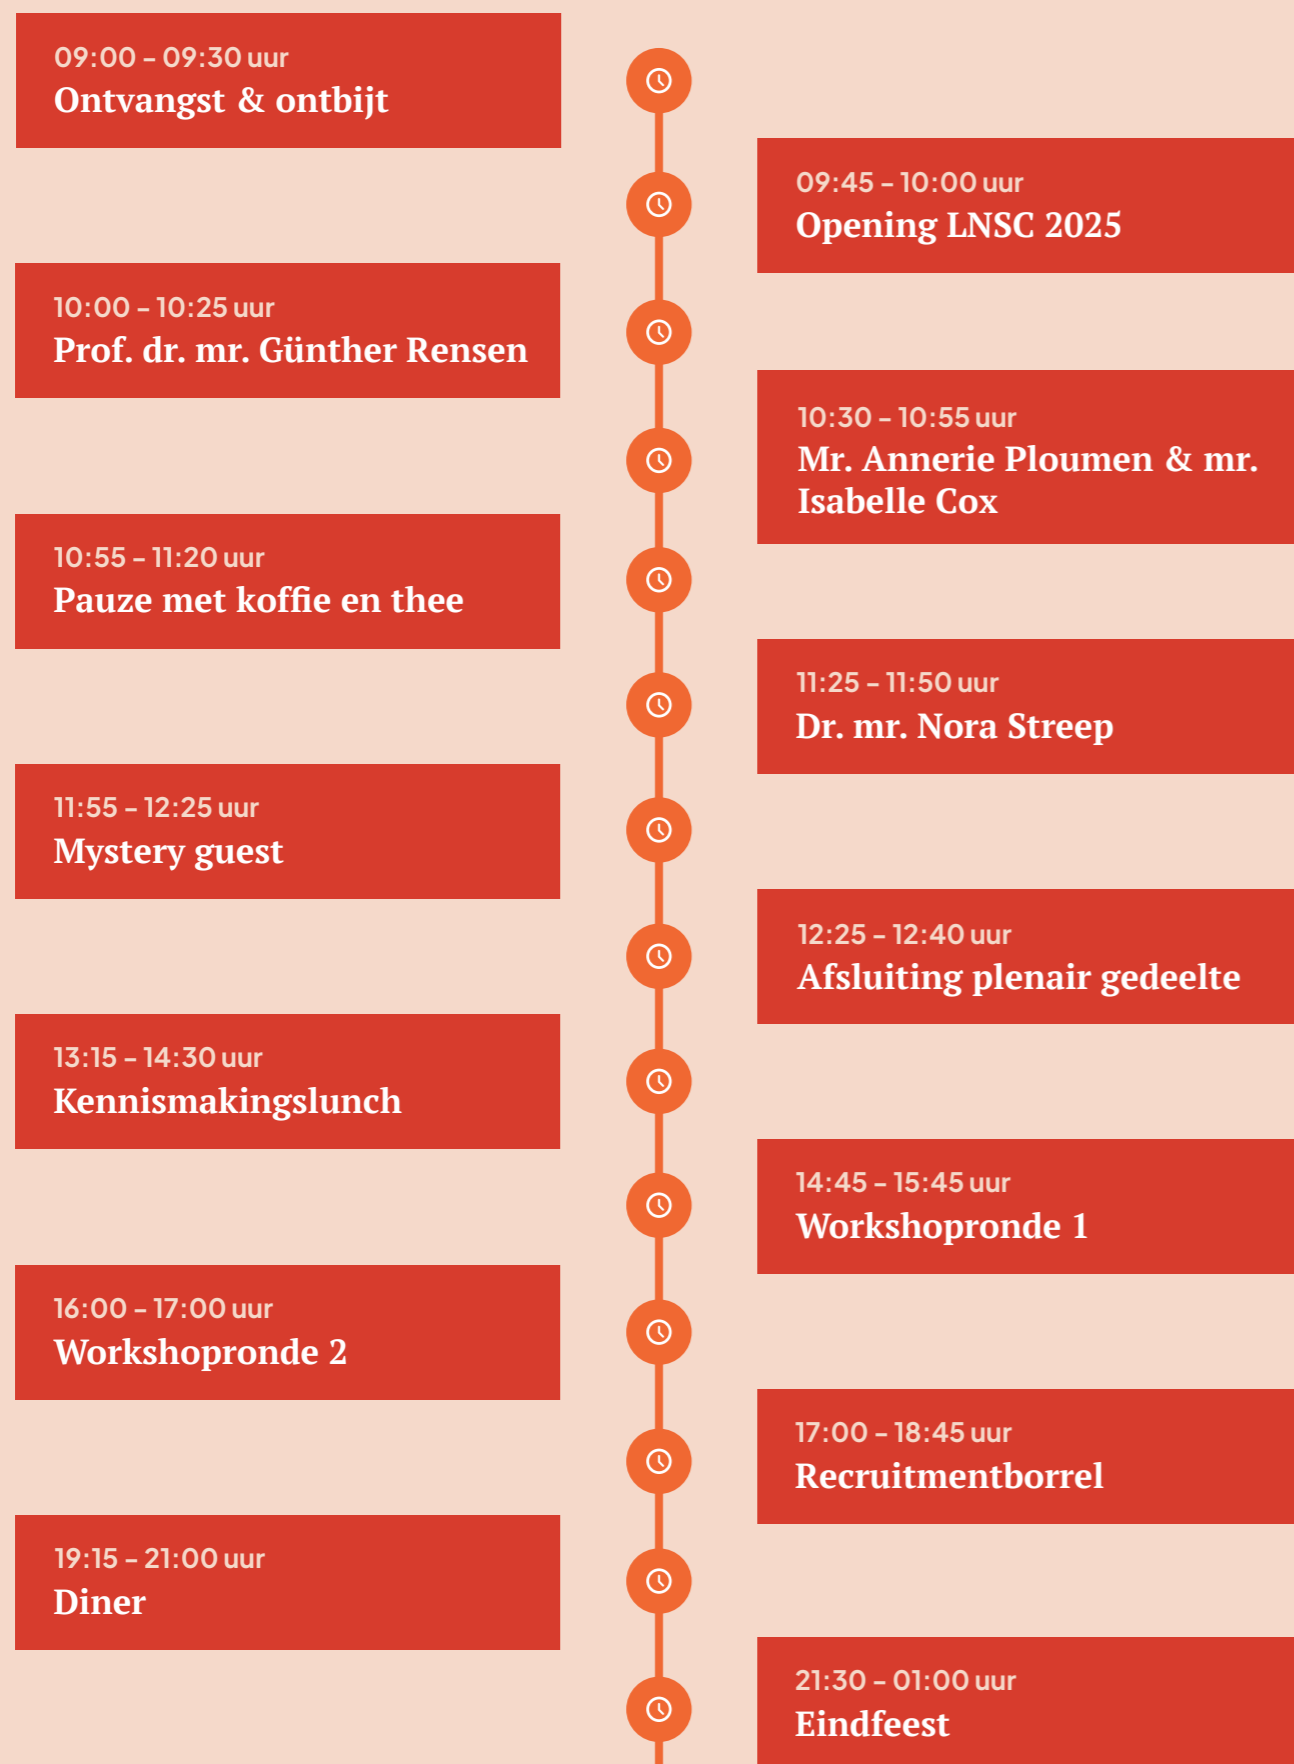 09:00 – 09:30 uur
Ontvangst & ontbijt
09:45 – 10:00 uur
Opening LNSC 2025
10:00 – 10:25 uur
Prof. dr. mr. Günther Rensen
10:30 – 10:55 uur
Mr. Annerie Ploumen & mr.
Isabelle Cox
10:55 – 11:20 uur
Pauze met koffie en thee
11:25 – 11:50 uur
Dr. mr. Nora Streep
11:55 – 12:25 uur
Mystery guest
12:25 – 12:40 uur
Afsluiting plenair gedeelte
13:15 – 14:30 uur
Kennismakingslunch
14:45 – 15:45 uur
Workshopronde 1
16:00 – 17:00 uur
Workshopronde 2
17:00 – 18:45 uur
Recruitmentborrel
19:15 – 21:00 uur
Diner
21:30 – 01:00 uur
Eindfeest